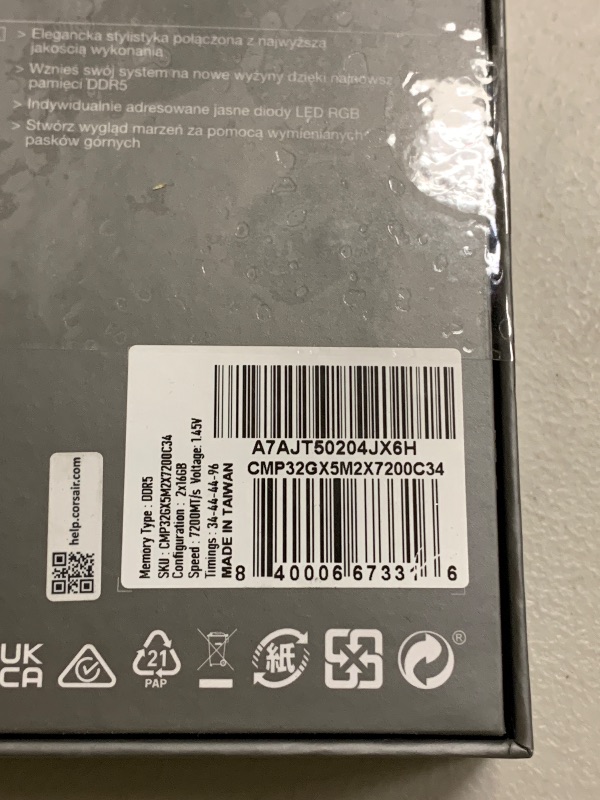 > Elegancka stylistyka połączona z najwyższą
jakością wykonania
> Wznieś swój system na nowe wyżyny dzięki
pamięci DDR5
> Indywidualnie adresowane jasne diody LED RGB
> Stwórz wygląd marzeń za pomocą wymienianych
pasków górnych
help.corsair.com
Memory Type : DDR5
SKU : CMP32GX5M2X7200C34
Configuration : 2x16GB
Speed : 7200MT/s Voltage: 1.45V
Timings : 34-44-44-96
MADE IN TAIWAN
A7AJT50204JX6H
CMP32GX5M2X7200C34
8 40006 67331 6
UK
CA
21
PAP
紙
®